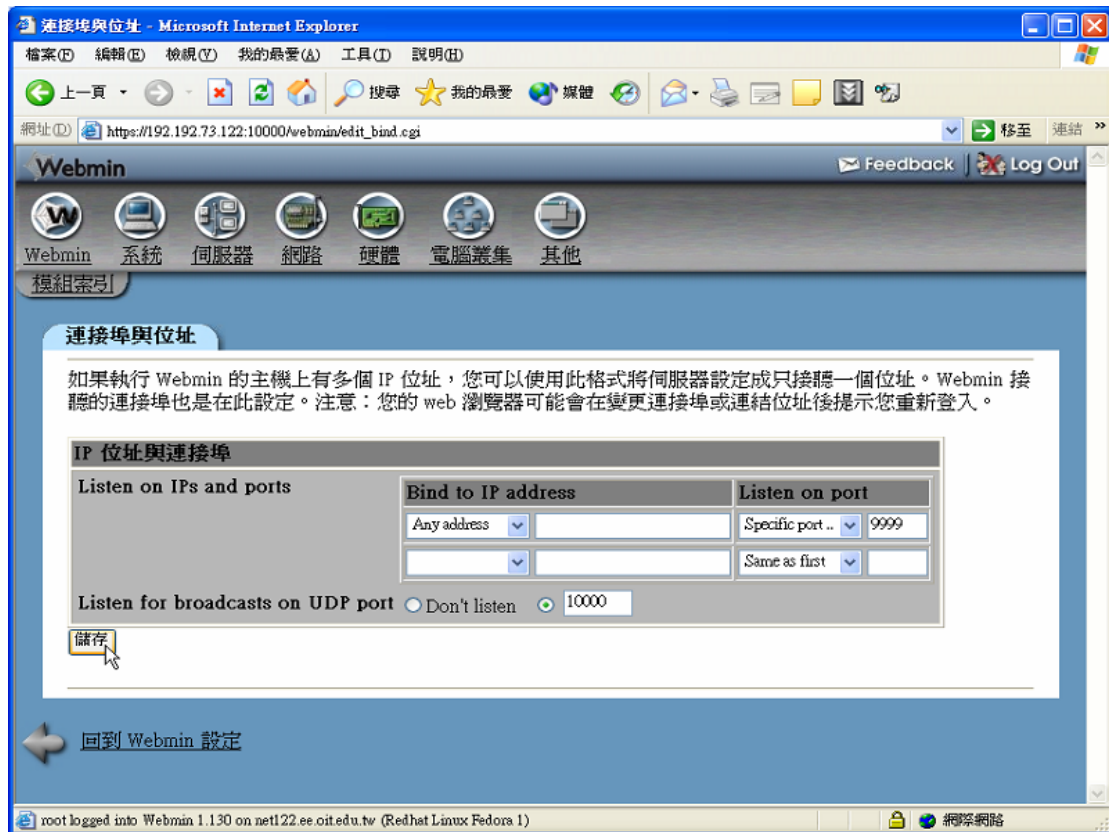 連接埠與位址 - Microsoft Internet Explorer
檔案(F) 編輯(E) 檢視(V) 我的最愛(A) 工具(T) 說明(H)
上一頁 搜尋 我的最愛 媒體
網址(D) https://192.192.73.122:10000/webmin/edit_bind.cgi 移至 連結 »
Webmin Feedback Log Out
Webmin 系統 伺服器 網路 硬體 電腦叢集 其他
模組索引
連接埠與位址
如果執行 Webmin 的主機上有多個 IP 位址,您可以使用此格式將伺服器設定成只接聽一個位址。Webmin 接
聽的連接埠也是在此設定。注意:您的 web 瀏覽器可能會在變更連接埠或連結位址後提示您重新登入。
IP 位址與連接埠
Listen on IPs and ports Bind to IP address Listen on port
Any address Specific port .. 9999
Same as first
Listen for broadcasts on UDP port Don't listen 10000
儲存
回到 Webmin 設定
root logged into Webmin 1.130 on net122.ee.oit.edu.tw (Redhat Linux Fedora 1) 網際網路